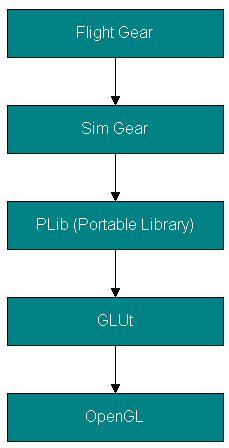 Flight Gear
Sim Gear
PLib (Portable Library)
GLUt
OpenGL